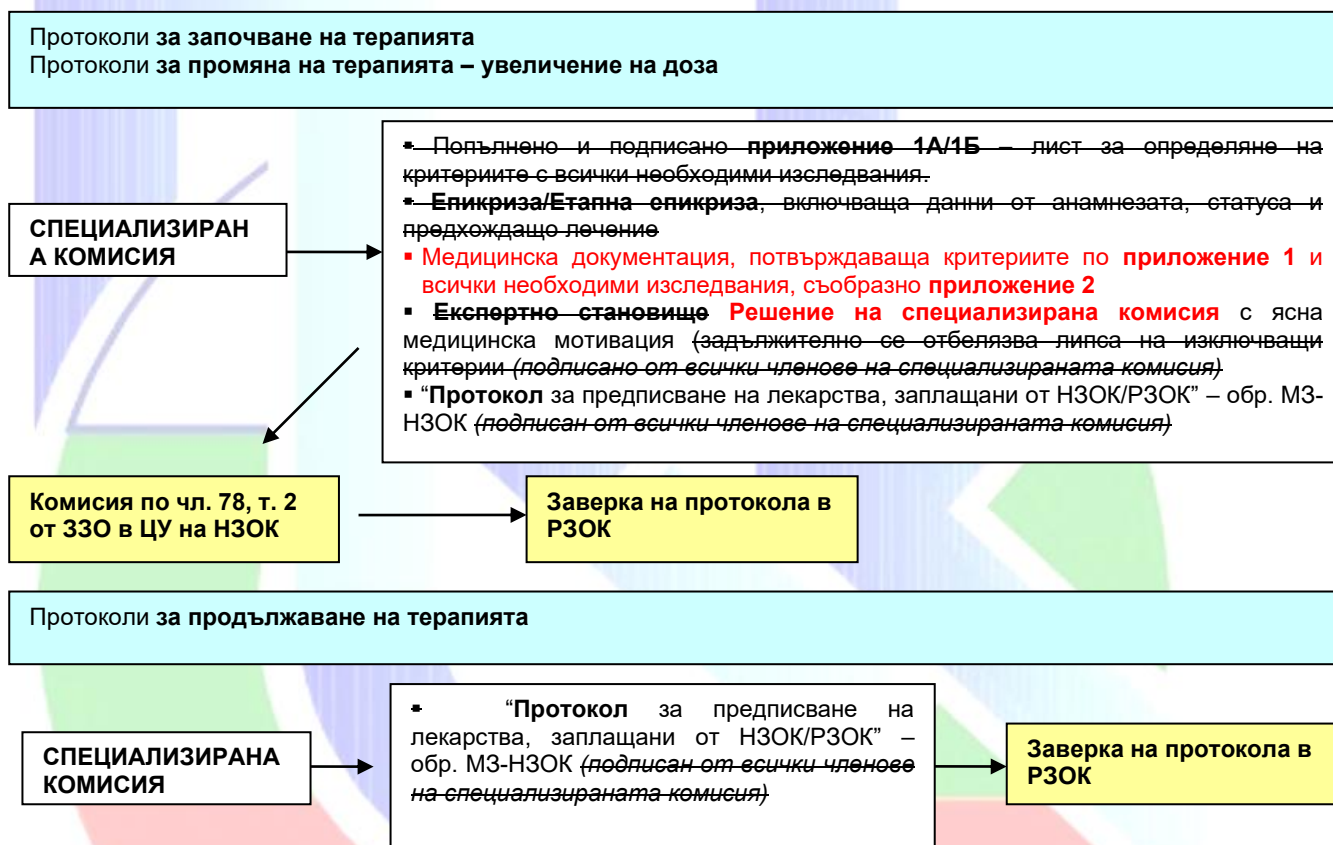 Протоколи за започване на терапията
Протоколи за промяна на терапията – увеличение на доза
СПЕЦИАЛИЗИРАН
А КОМИСИЯ
▪ Попълнено и подписано приложение 1А/1Б – лист за определяне на
критериите с всички необходими изследвания.
▪ Епикриза/Етапна епикриза, включваща данни от анамнезата, статуса и
предхождащо лечение
▪ Медицинска документация, потвърждаваща критериите по приложение 1 и
всички необходими изследвания, съобразно приложение 2
▪ Експертно становище Решение на специализирана комисия с ясна
медицинска мотивация (задължително се отбелязва липса на изключващи
критерии (подписано от всички членове на специализираната комисия)
▪ “Протокол за предписване на лекарства, заплащани от НЗОК/РЗОК” – обр. МЗ-
НЗОК (подписан от всички членове на специализираната комисия)
Комисия по чл. 78, т. 2
от ЗЗО в ЦУ на НЗОК
Заверка на протокола в
РЗОК
Протоколи за продължаване на терапията
СПЕЦИАЛИЗИРАНА
КОМИСИЯ
▪ “Протокол за предписване на
лекарства, заплащани от НЗОК/РЗОК” –
обр. МЗ-НЗОК (подписан от всички членове
на специализираната комисия)
Заверка на протокола в
РЗОК